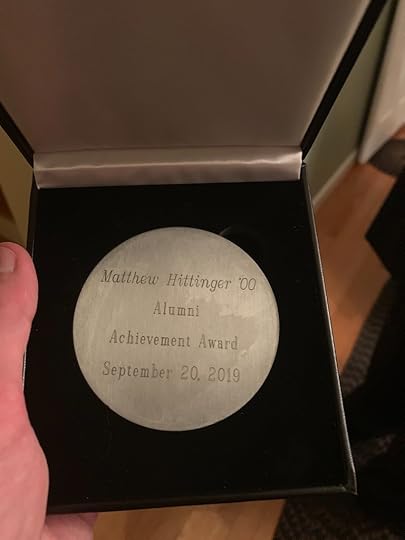 Matthew Hittinger '00
Alumni
Achievement Award
September 20, 2019